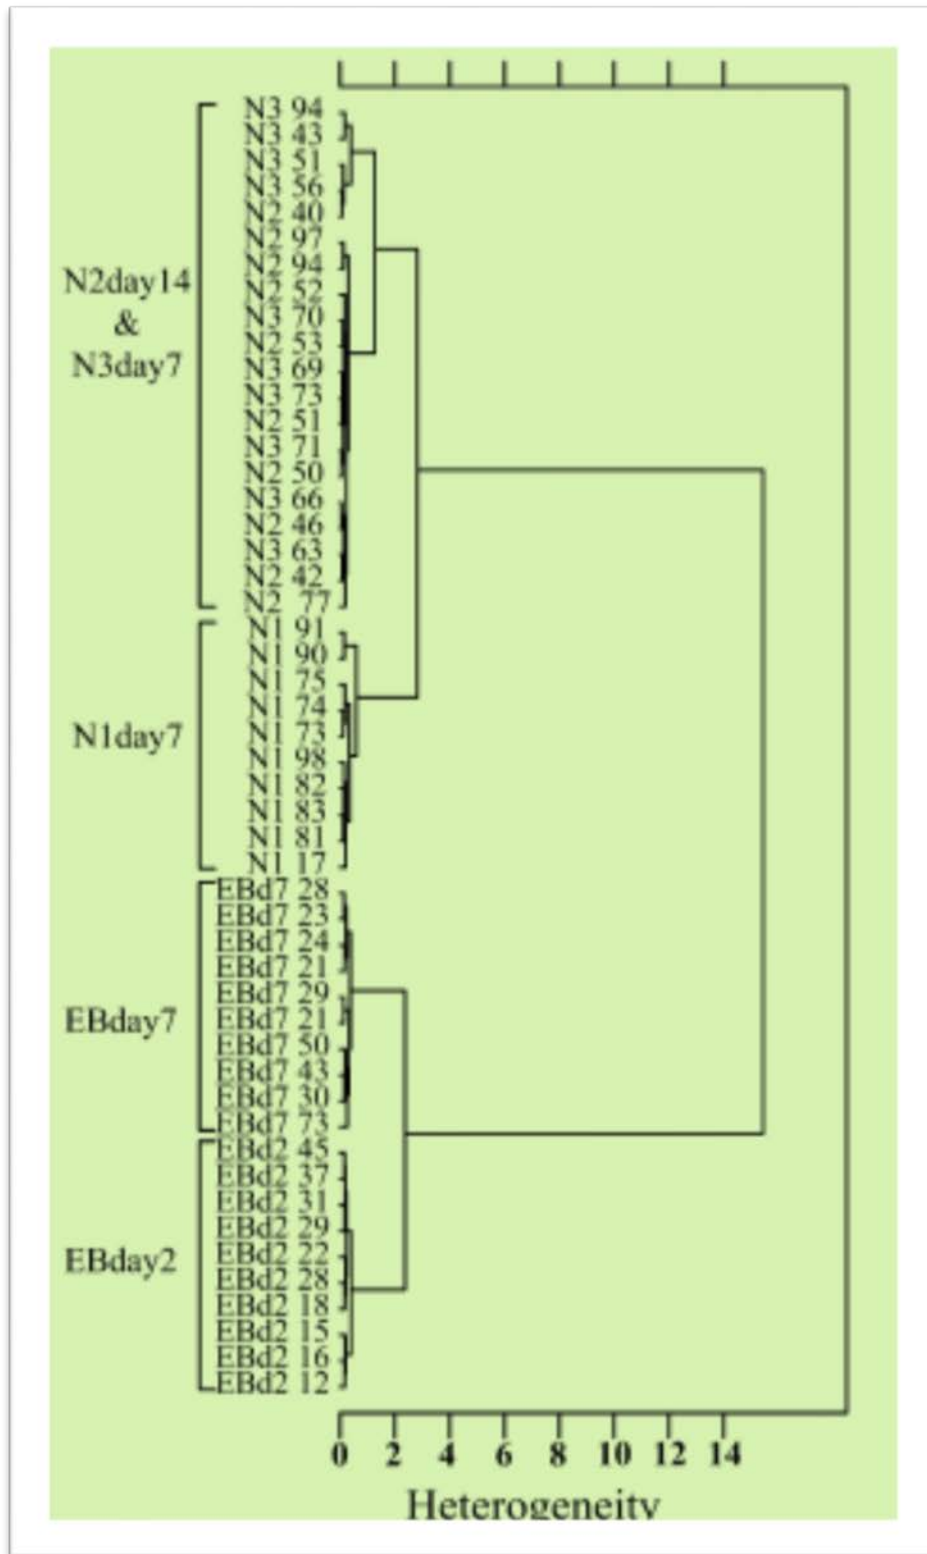 N3 94
N3 43
N3 51
N3 56
N2 40
N2 97
N2 94
N2 52
N3 70
N2 53
N3 69
N3 73
N2 51
N3 71
N2 50
N3 66
N2 46
N3 63
N2 42
N2 77
N2day14
&
N3day7
N1 91
N1 90
N1 75
N1 74
N1 73
N1 98
N1 82
N1 83
N1 81
N1 17
N1day7
EBd7 28
EBd7 23
EBd7 24
EBd7 21
EBd7 29
EBd7 21
EBd7 50
EBd7 43
EBd7 30
EBd7 73
EBday7
EBd2 45
EBd2 37
EBd2 31
EBd2 29
EBd2 22
EBd2 28
EBd2 18
EBd2 15
EBd2 16
EBd2 12
EBday2
0 2 4 6 8 10 12 14
Heterogeneity